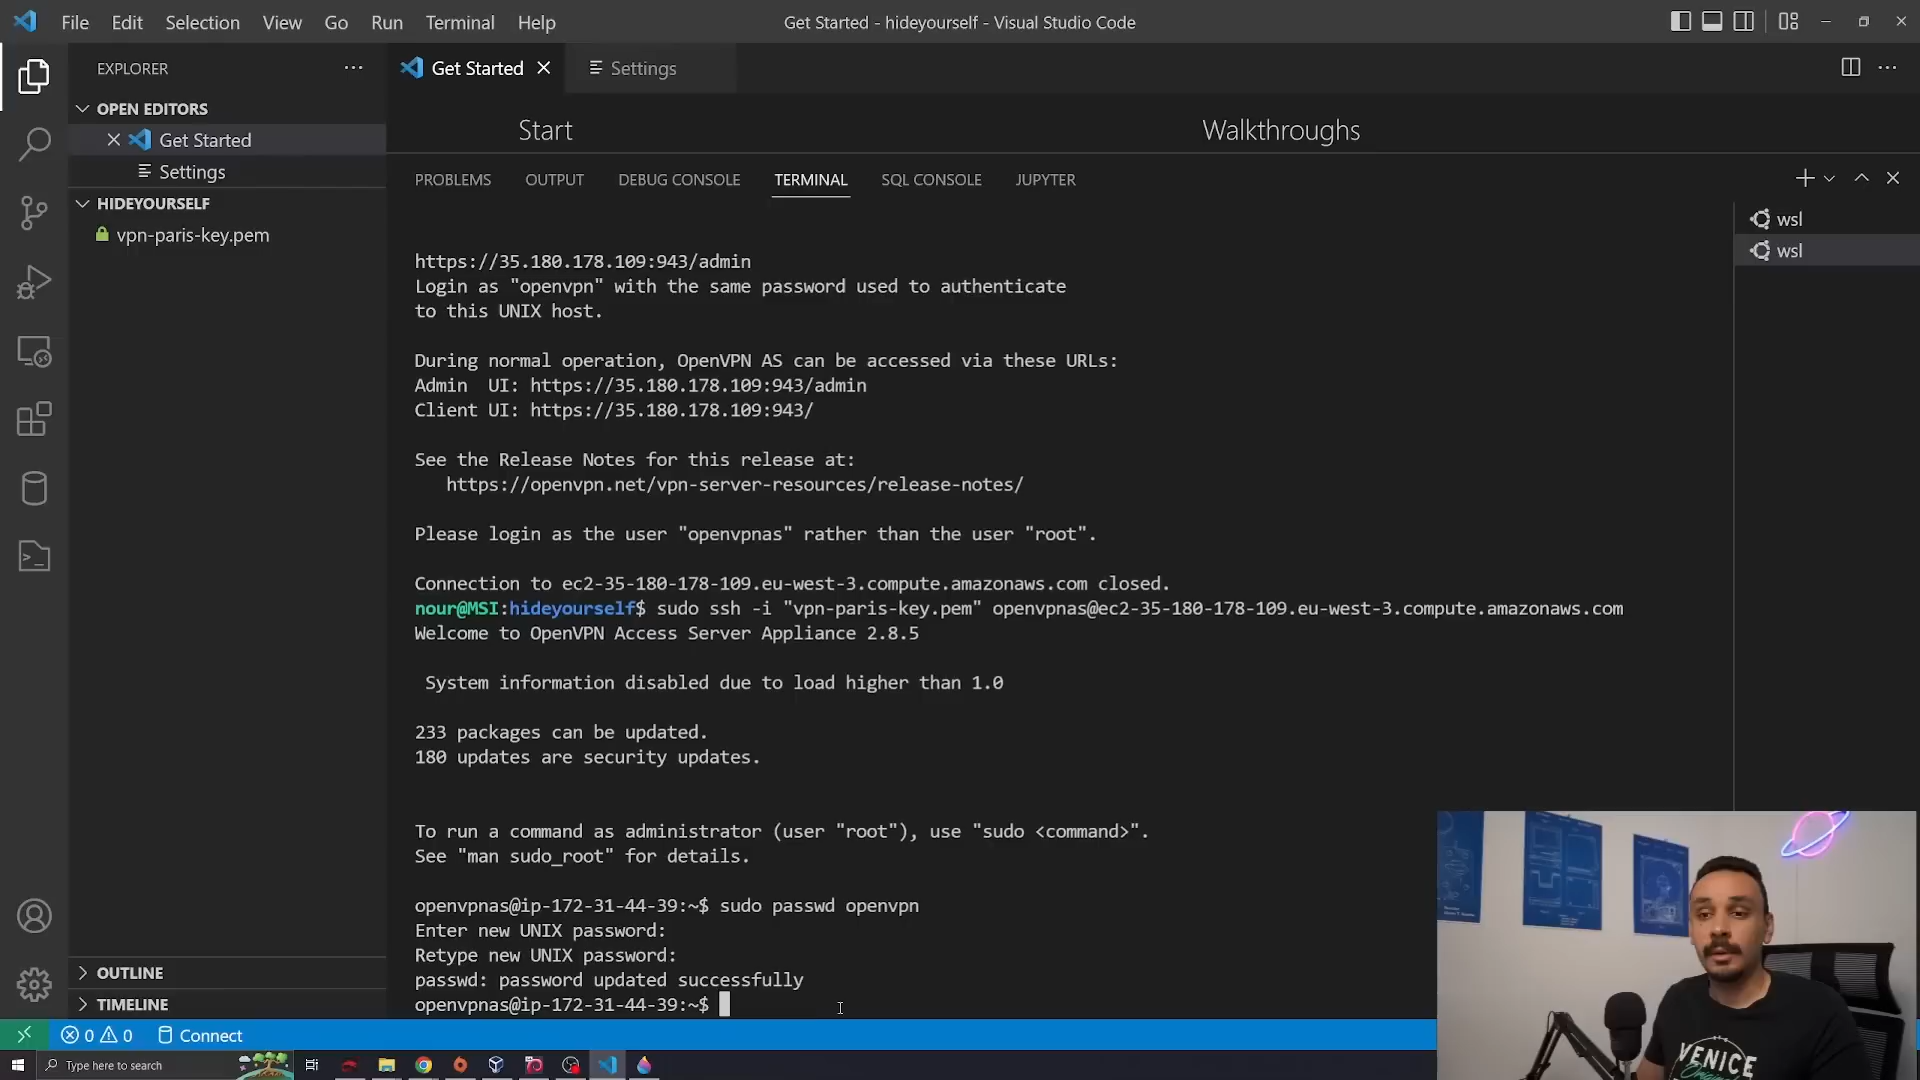 File Edit Selection View Go Run Terminal Help
Get Started - hideyourself - Visual Studio Code
EXPLORER
OPEN EDITORS
Get Started
Settings
HIDEYOURSELF
vpn-paris-key.pem
OUTLINE
TIMELINE
Get Started Settings
Start Walkthroughs
PROBLEMS OUTPUT DEBUG CONSOLE TERMINAL SQL CONSOLE JUPYTER
wsl
wsl
https://35.180.178.109:943/admin
Login as "openvpn" with the same password used to authenticate
to this UNIX host.
During normal operation, OpenVPN AS can be accessed via these URLs:
Admin  UI: https://35.180.178.109:943/admin
Client UI: https://35.180.178.109:943/
See the Release Notes for this release at:
https://openvpn.net/vpn-server-resources/release-notes/
Please login as the user "openvpnas" rather than the user "root".
Connection to ec2-35-180-178-109.eu-west-3.compute.amazonaws.com closed.
nour@MSI:hideyourself$ sudo ssh -i "vpn-paris-key.pem" openvpnas@ec2-35-180-178-109.eu-west-3.compute.amazonaws.com
Welcome to OpenVPN Access Server Appliance 2.8.5
System information disabled due to load higher than 1.0
233 packages can be updated.
180 updates are security updates.
To run a command as administrator (user "root"), use "sudo <command>".
See "man sudo_root" for details.
openvpnas@ip-172-31-44-39:~$ sudo passwd openvpn
Enter new UNIX password:
Retype new UNIX password:
passwd: password updated successfully
openvpnas@ip-172-31-44-39:~$
0 0 Connect
Type here to search
VENICE